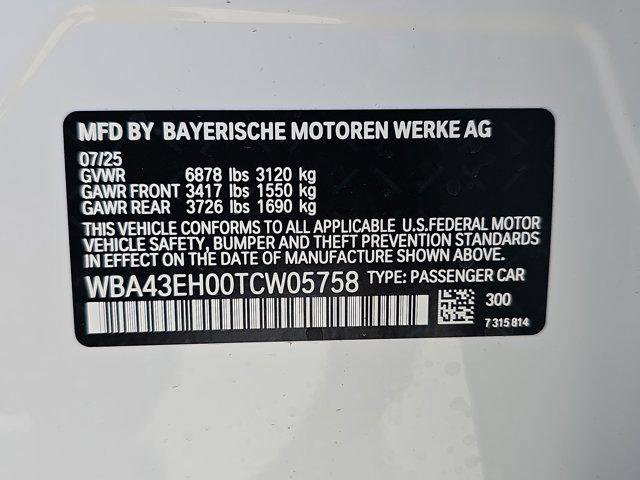 MFD BY BAYERISCHE MOTOREN WERKE AG
07/25
GVWR 6878 lbs 3120 kg
GAWR FRONT 3417 lbs 1550 kg
GAWR REAR 3726 lbs 1690 kg
THIS VEHICLE CONFORMS TO ALL APPLICABLE U.S.FEDERAL MOTOR
VEHICLE SAFETY, BUMPER AND THEFT PREVENTION STANDARDS
IN EFFECT ON THE DATE OF MANUFACTURE SHOWN ABOVE.
WBA43EH00TCW05758 TYPE: PASSENGER CAR
300
7 315 814